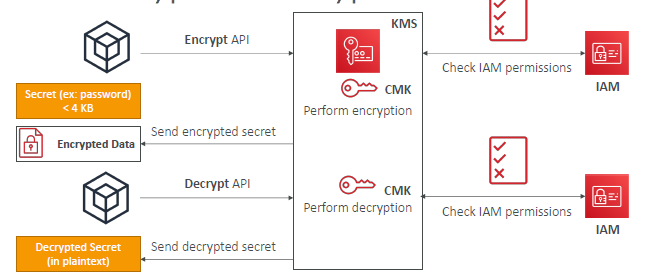 KMS
Encrypt API
Secret (ex: password)
< 4 KB
CMK
Perform encryption
Check IAM permissions
IAM
Send encrypted secret
Encrypted Data
Decrypt API
CMK
Perform decryption
Check IAM permissions
IAM
Send decrypted secret
Decrypted Secret
(in plaintext)